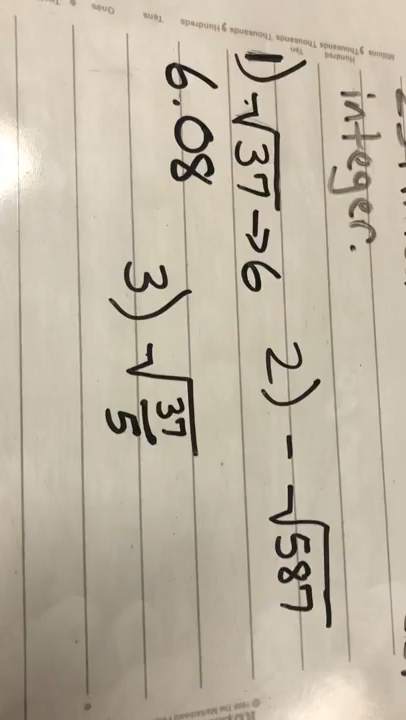 integer.
1) √37 → 6 2) - √587
6.08
3) √37/5